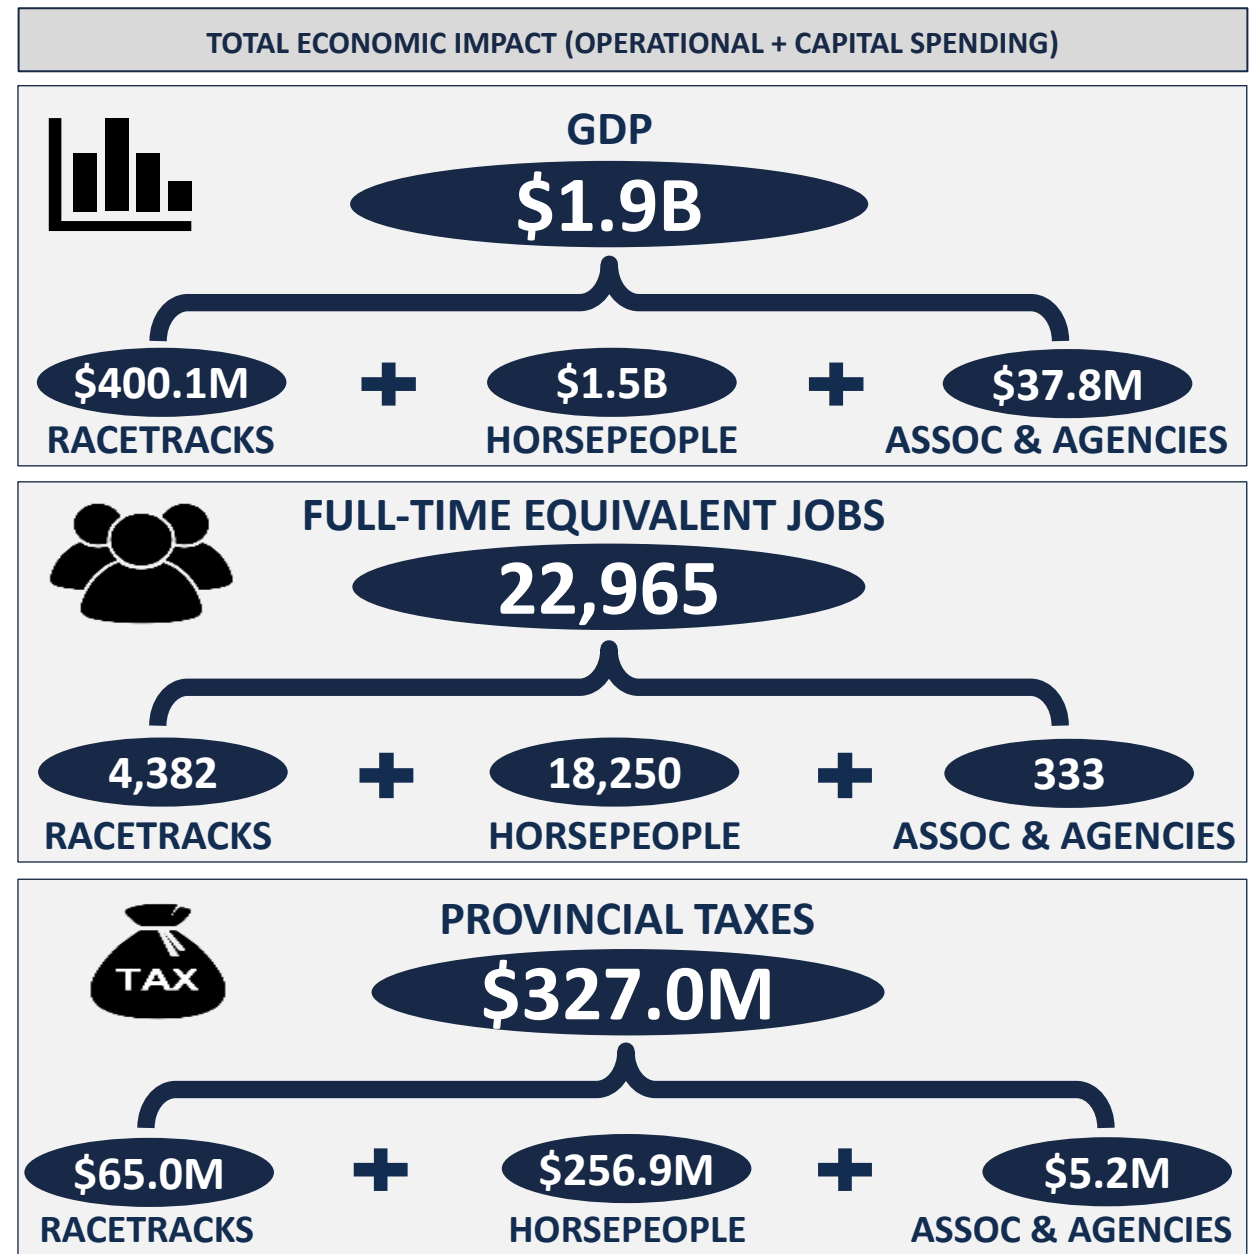 TOTAL ECONOMIC IMPACT (OPERATIONAL + CAPITAL SPENDING)
GDP
$1.9B
$400.1M + $1.5B + $37.8M
RACETRACKS HORSEPEOPLE ASSOC & AGENCIES
FULL-TIME EQUIVALENT JOBS
22,965
4,382 + 18,250 + 333
RACETRACKS HORSEPEOPLE ASSOC & AGENCIES
PROVINCIAL TAXES
TAX
$327.0M
$65.0M + $256.9M + $5.2M
RACETRACKS HORSEPEOPLE ASSOC & AGENCIES